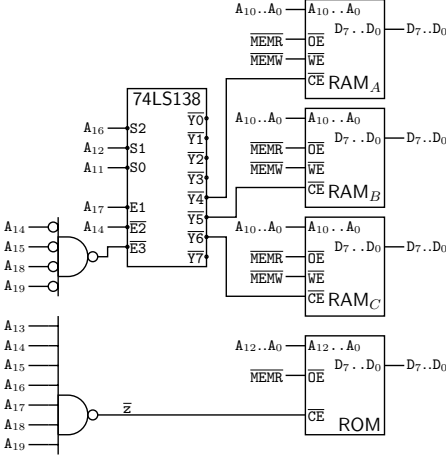 A10..A0 A10..A0
D7..D0 D7..D0
MEMR OE
MEMW WE
CE RAMA
74LS138
A16 S2 Y0
A12 S1 Y1
A11 S0 Y2
Y3
A17 E1 Y4
A14 E2 Y5
E3 Y6
Y7
A10..A0 A10..A0
D7..D0 D7..D0
MEMR OE
MEMW WE
CE RAMB
A14
A15
A18
A19
A10..A0 A10..A0
D7..D0 D7..D0
MEMR OE
MEMW WE
CE RAMC
A13
A14
A15
A16
A17
A18
A19
z
A12..A0 A12..A0
D7..D0 D7..D0
MEMR OE
CE
ROM